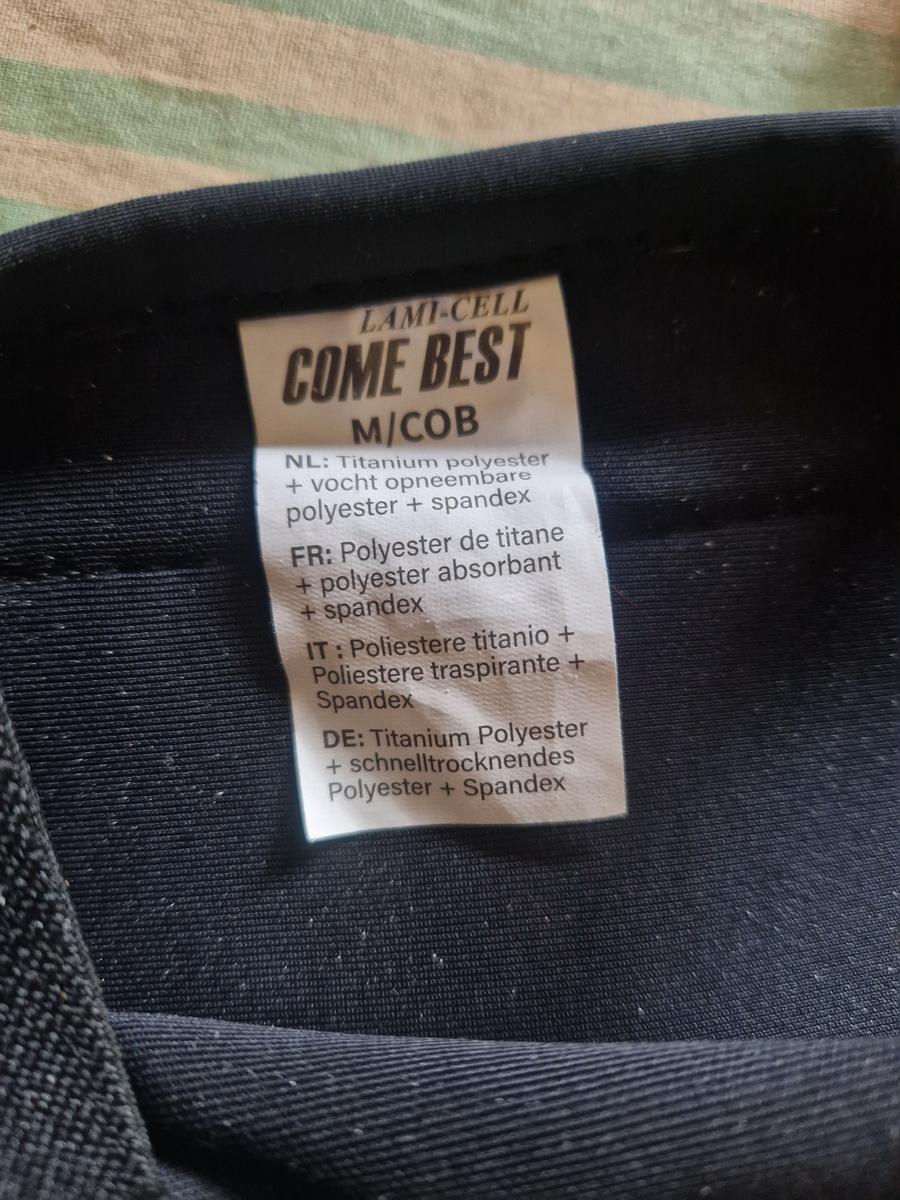 LAMI-CELL
COME BEST
M/COB
NL: Titanium polyester
+ vocht opneembare
polyester + spandex
FR: Polyester de titane
+ polyester absorbant
+ spandex
IT : Poliestere titanio +
Poliestere traspirante +
Spandex
DE: Titanium Polyester
+ schnelltrocknendes
Polyester + Spandex